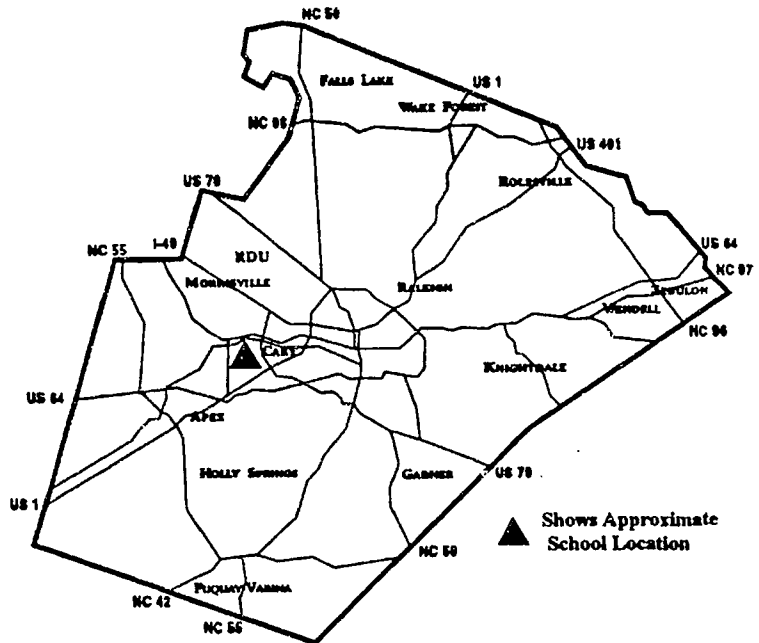 NC 50
FALLS LAKE
US 1
WAKE FOREST
NC 98
US 401
ROLESVILLE
US 70
US 64
NC 55
I-40
RDU
NC 97
MORRISVILLE
RALEIGH
ZEBULON
WENDELL
NC 96
CARY
KNIGHTDALE
US 64
APEX
HOLLY SPRINGS
GARNER
US 70
US 1
Shows Approximate
School Location
NC 50
FUQUAY VARINA
NC 42
NC 55